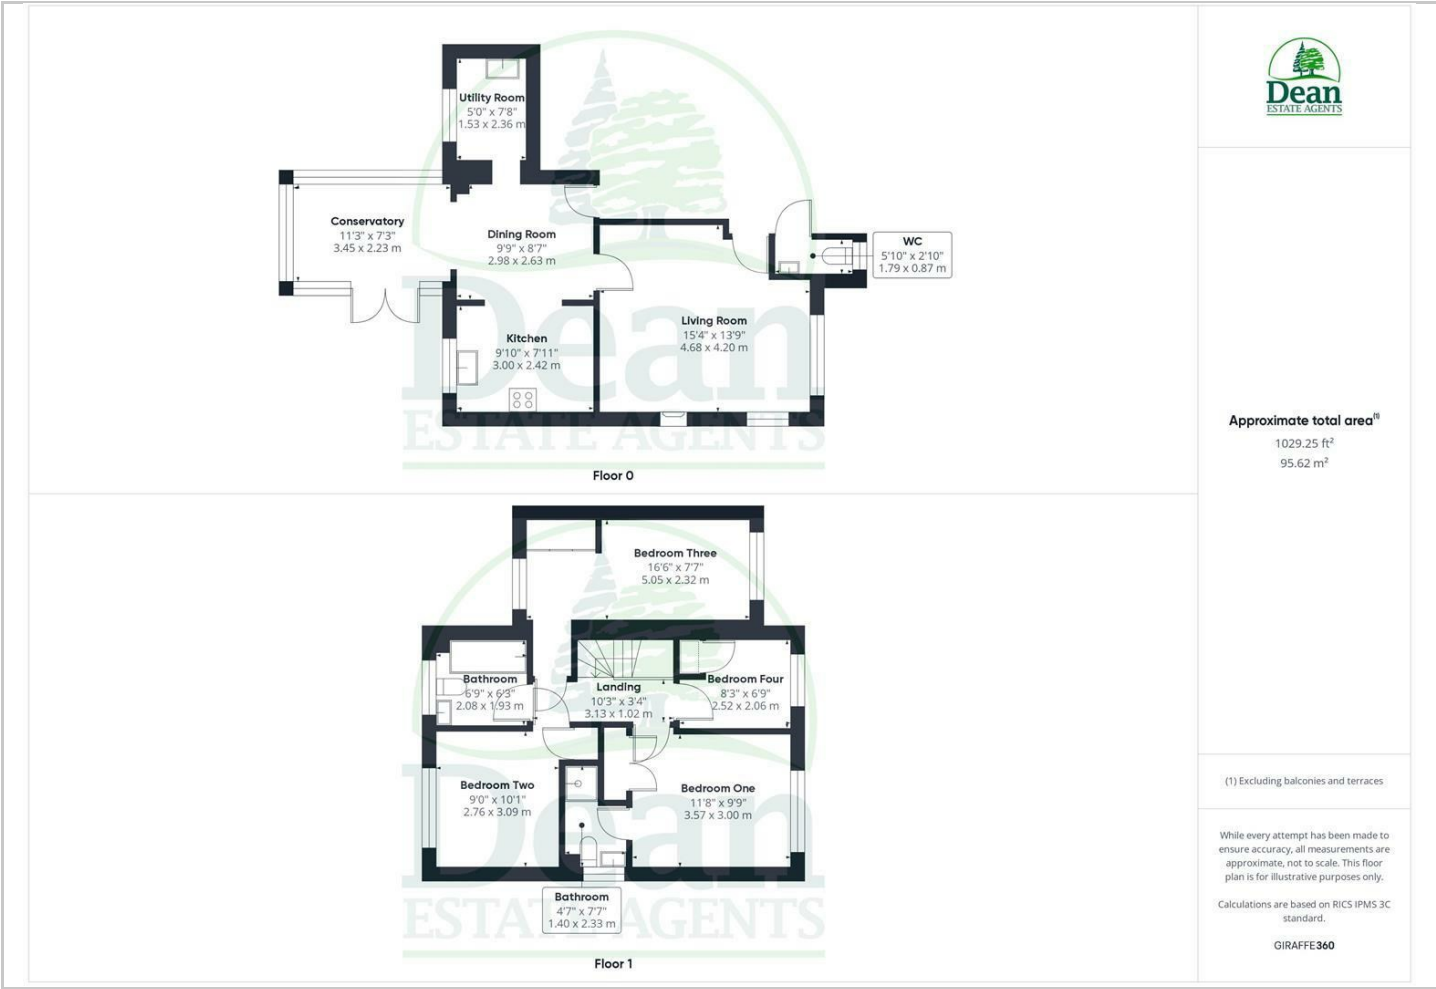 Utility Room
5'0" x 7'8"
1.53 x 2.36 m
Conservatory
11'3" x 7'3"
3.45 x 2.23 m
Dining Room
9'9" x 8'7"
2.98 x 2.63 m
WC
5'10" x 2'10"
1.79 x 0.87 m
Living Room
15'4" x 13'9"
4.68 x 4.20 m
Kitchen
9'10" x 7'11"
3.00 x 2.42 m
Dean
ESTATE AGENTS
Floor 0
Bedroom Three
16'6" x 7'7"
5.05 x 2.32 m
Bathroom
6'9" x 6'3"
2.08 x 1.93 m
Landing
10'3" x 3'4"
3.13 x 1.02 m
Bedroom Four
8'3" x 6'9"
2.52 x 2.06 m
Bedroom Two
9'0" x 10'1"
2.76 x 3.09 m
Bedroom One
11'8" x 9'9"
3.57 x 3.00 m
Bathroom
4'7" x 7'7"
1.40 x 2.33 m
Dean
ESTATE AGENTS
Floor 1
Dean
ESTATE AGENTS
Approximate total area(1)
1029.25 ft²
95.62 m²
(1) Excluding balconies and terraces
While every attempt has been made to
ensure accuracy, all measurements are
approximate, not to scale. This floor
plan is for illustrative purposes only.
Calculations are based on RICS IPMS 3C
standard.
GIRAFFE360